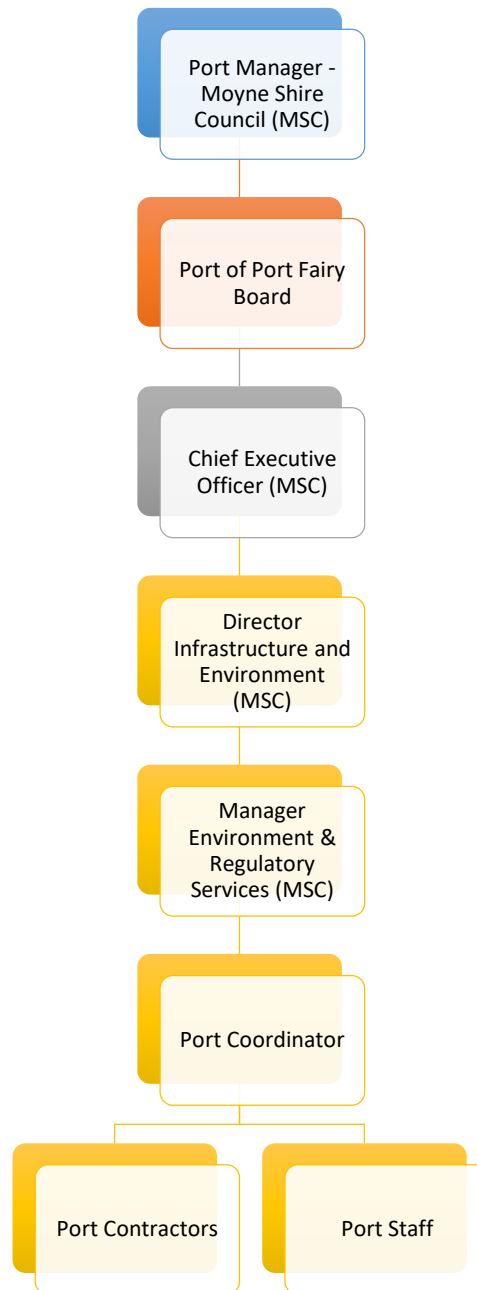 Port Manager -
Moyne Shire
Council (MSC)
Port of Port Fairy
Board
Chief Executive
Officer (MSC)
Director
Infrastructure and
Environment
(MSC)
Manager
Environment &
Regulatory
Services (MSC)
Port Coordinator
Port Contractors
Port Staff